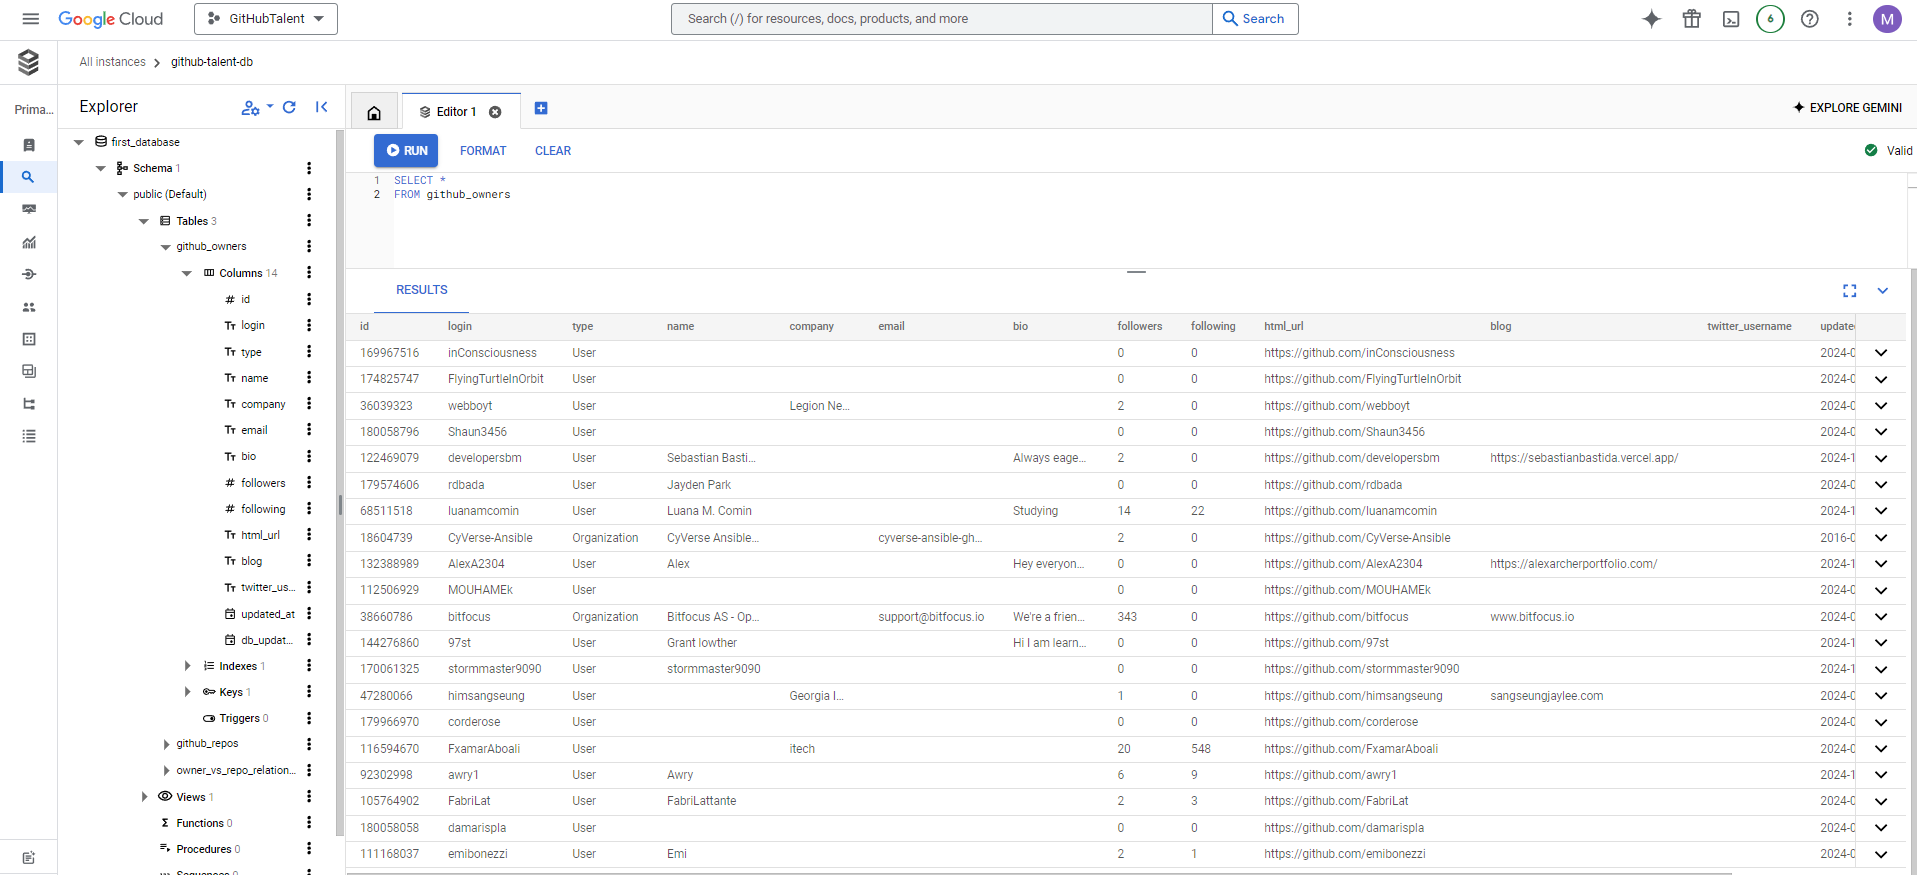 Google Cloud GitHubTalent Search (/) for resources, docs, products, and more Search 6 M
All instances github-talent-db
Prima...
Explorer
first_database
Schema 1
public (Default)
Tables 3
github_owners
Columns 14
id
login
type
name
company
email
bio
followers
following
html_url
blog
twitter_us...
updated_at
db_updat...
Indexes 1
Keys 1
Triggers 0
github_repos
owner_vs_repo_relation...
Views 1
Functions 0
Procedures 0
Sequences 0
Editor 1 EXPLORE GEMINI
RUN FORMAT CLEAR Valid
1 SELECT *
2 FROM github_owners
RESULTS
id login type name company email bio followers following html_url blog twitter_username update
169967516 inConsciousness User 0 0 https://github.com/inConsciousness 2024-0
174825747 FlyingTurtleInOrbit User 0 0 https://github.com/FlyingTurtleInOrbit 2024-0
36039323 webboyt User Legion Ne... 2 0 https://github.com/webboyt 2024-0
180058796 Shaun3456 User 0 0 https://github.com/Shaun3456 2024-0
122469079 developersbm User Sebastian Basti... Always eage... 2 0 https://github.com/developersbm https://sebastianbastida.vercel.app/ 2024-1
179574606 rdbada User Jayden Park 0 0 https://github.com/rdbada 2024-0
68511518 luanamcomin User Luana M. Comin Studying 14 22 https://github.com/luanamcomin 2024-1
18604739 CyVerse-Ansible Organization CyVerse Ansible... cyverse-ansible-gh... 2 0 https://github.com/CyVerse-Ansible 2016-0
132388989 AlexA2304 User Alex Hey everyon... 0 0 https://github.com/AlexA2304 https://alexarcherportfolio.com/ 2024-1
112506929 MOUHAMEk User 0 0 https://github.com/MOUHAMEk 2024-0
38660786 bitfocus Organization Bitfocus AS - Op... support@bitfocus.io We're a frien... 343 0 https://github.com/bitfocus www.bitfocus.io 2024-0
144276860 97st User Grant lowther Hi I am learn... 0 0 https://github.com/97st 2024-1
170061325 stormmaster9090 User stormmaster9090 0 0 https://github.com/stormmaster9090 2024-1
47280066 himsangseung User Georgia I... 1 0 https://github.com/himsangseung sangseungjaylee.com 2024-0
179966970 corderose User 0 0 https://github.com/corderose 2024-0
116594670 FxamarAboali User itech 20 548 https://github.com/FxamarAboali 2024-0
92302998 awry1 User Awry 6 9 https://github.com/awry1 2024-1
105764902 FabriLat User FabriLattante 2 3 https://github.com/FabriLat 2024-0
180058058 damarispla User 0 0 https://github.com/damarispla 2024-0
111168037 emibonezzi User Emi 2 1 https://github.com/emibonezzi 2024-0